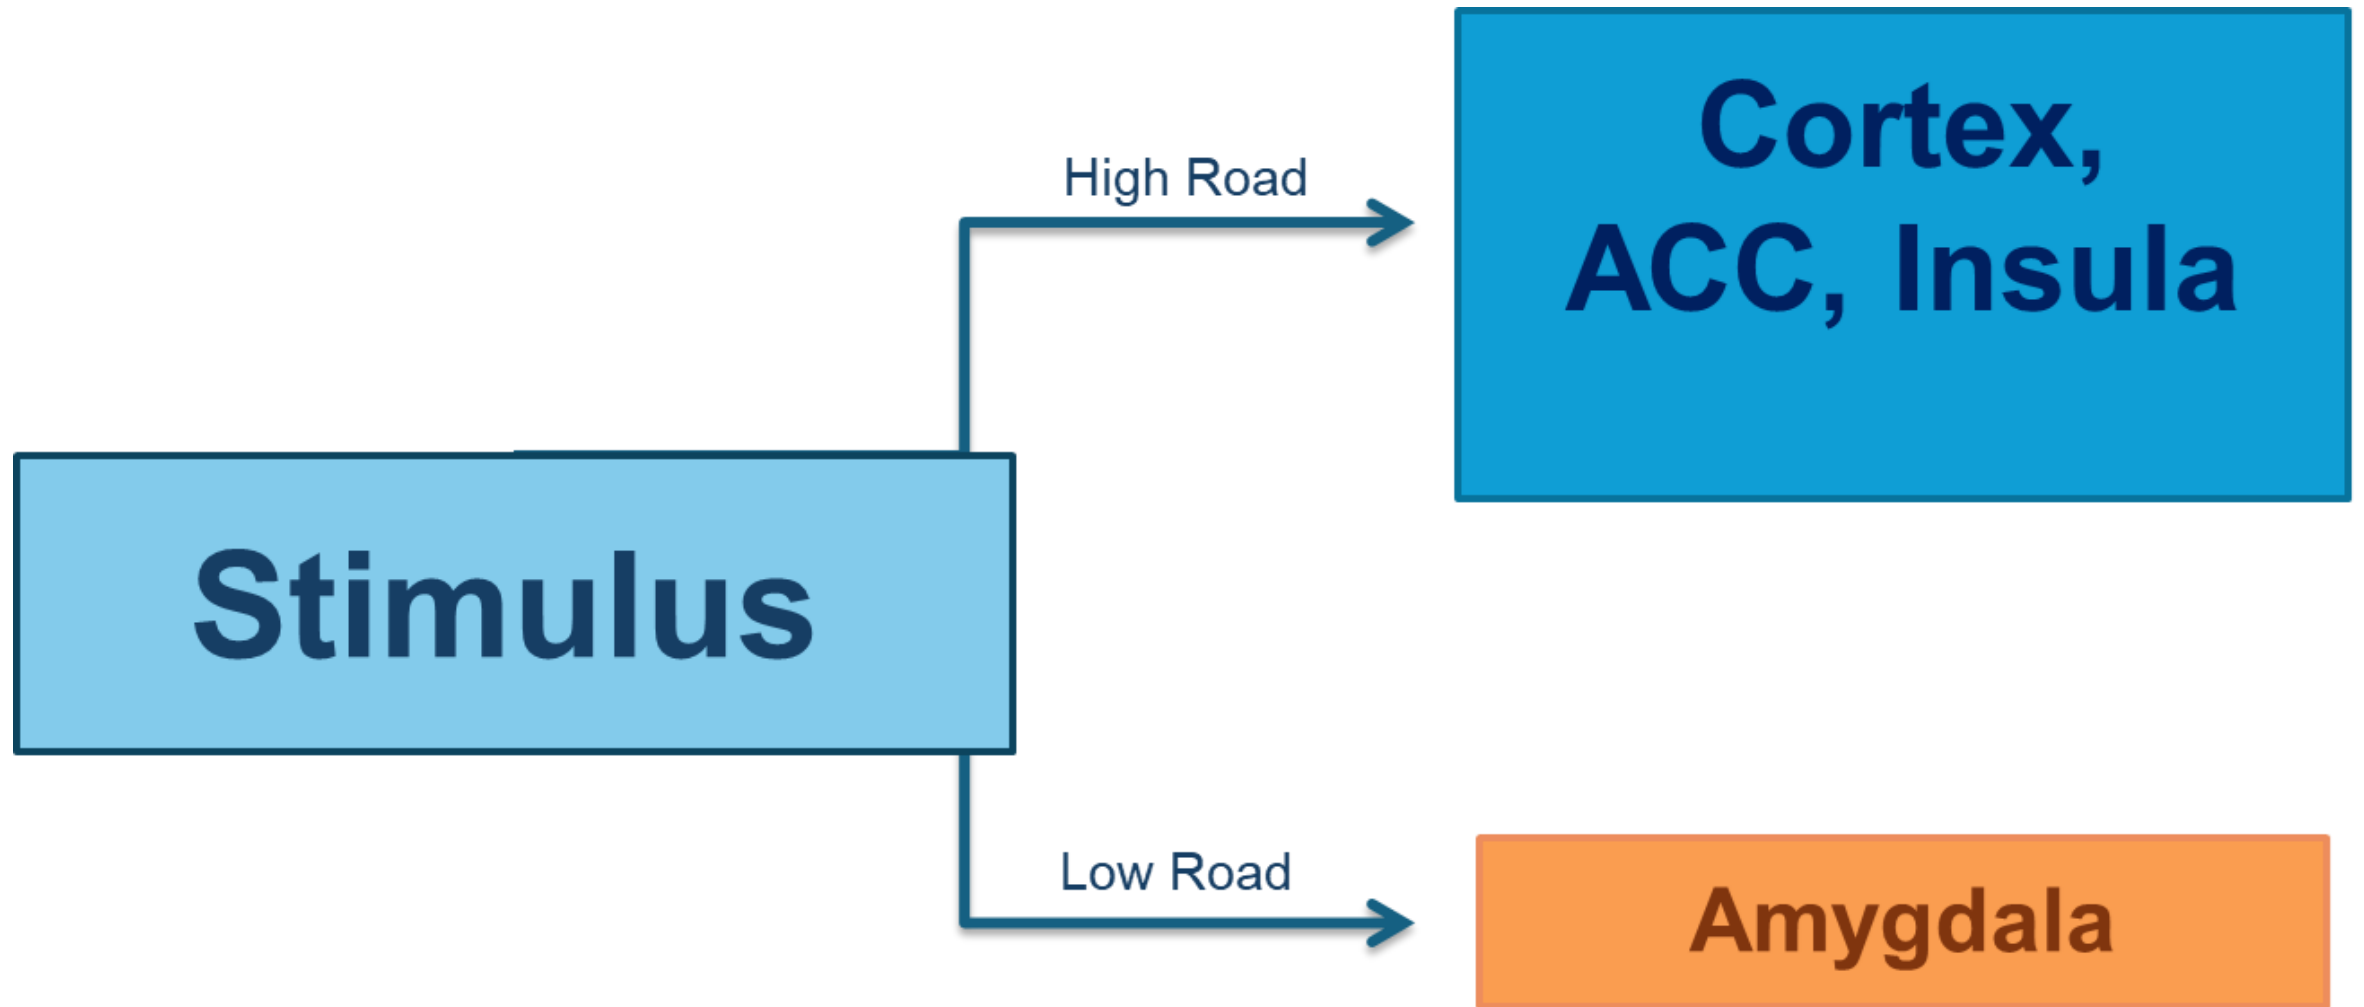 High Road
Cortex,
ACC, Insula
Stimulus
Low Road
Amygdala